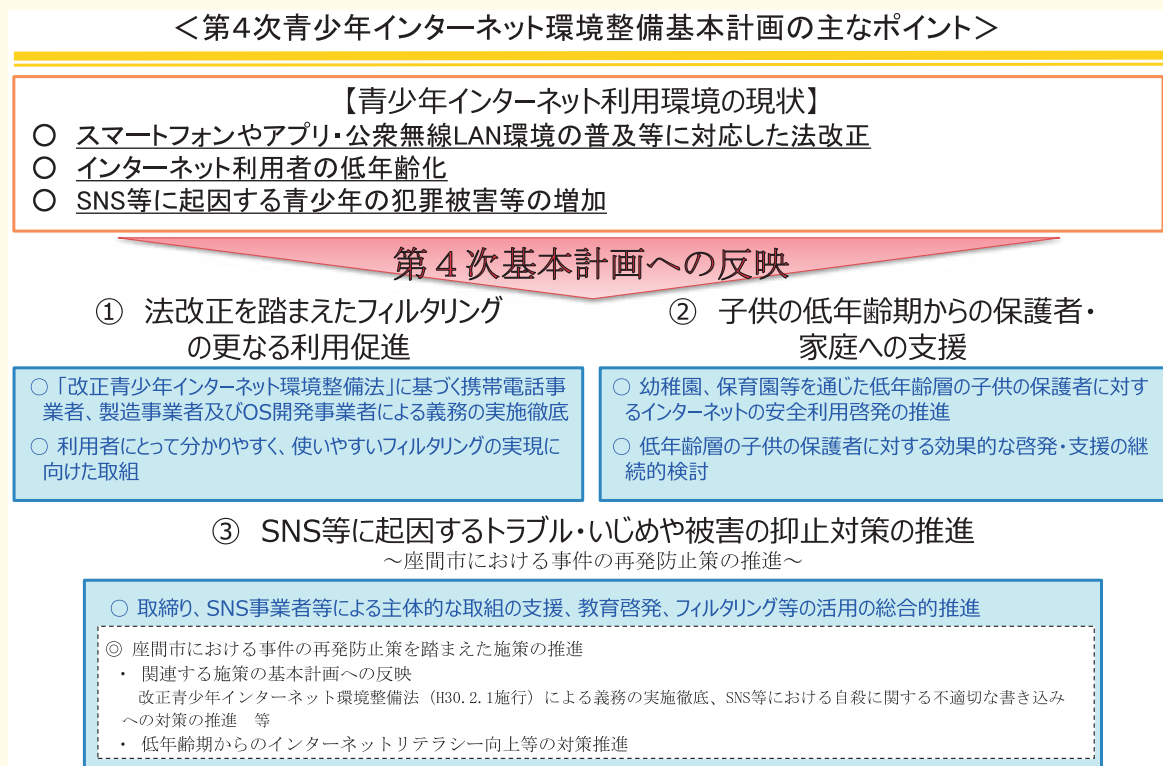 ＜第４次青少年インターネット環境整備基本計画の主なポイント＞
【青少年インターネット利用環境の現状】
○ スマートフォンやアプリ・公衆無線LAN環境の普及等に対応した法改正
○ インターネット利用者の低年齢化
○ SNS等に起因する青少年の犯罪被害等の増加
第４次基本計画への反映
① 法改正を踏まえたフィルタリング
の更なる利用促進
○ 「改正青少年インターネット環境整備法」に基づく携帯電話事
業者、製造事業者及びOS開発事業者による義務の実施徹底
○ 利用者にとって分かりやすく、使いやすいフィルタリングの実現に
向けた取組
② 子供の低年齢期からの保護者・
家庭への支援
○ 幼稚園、保育園等を通じた低年齢層の子供の保護者に対す
るインターネットの安全利用啓発の推進
○ 低年齢層の子供の保護者に対する効果的な啓発・支援の継
続的検討
③ SNS等に起因するトラブル・いじめや被害の抑止対策の推進
～座間市における事件の再発防止策の推進～
○ 取締り、SNS事業者等による主体的な取組の支援、教育啓発、フィルタリング等の活用の総合的推進
◎ 座間市における事件の再発防止策を踏まえた施策の推進
・ 関連する施策の基本計画への反映
改正青少年インターネット環境整備法（H30.2.1施行）による義務の実施徹底、SNS等における自殺に関する不適切な書き込み
への対策の推進　等
・ 低年齢期からのインターネットリテラシー向上等の対策推進